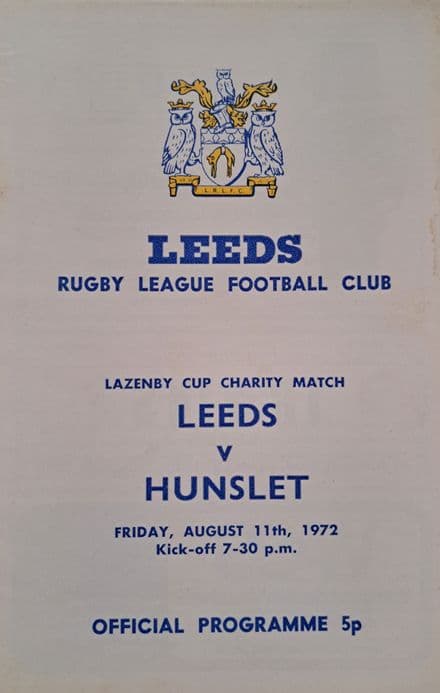 L.R.L.F.C.
LEEDS
RUGBY LEAGUE FOOTBALL CLUB
LAZENBY CUP CHARITY MATCH
LEEDS
V
HUNSLET
FRIDAY, AUGUST 11th, 1972
Kick-off 7-30 p.m.
OFFICIAL PROGRAMME 5p